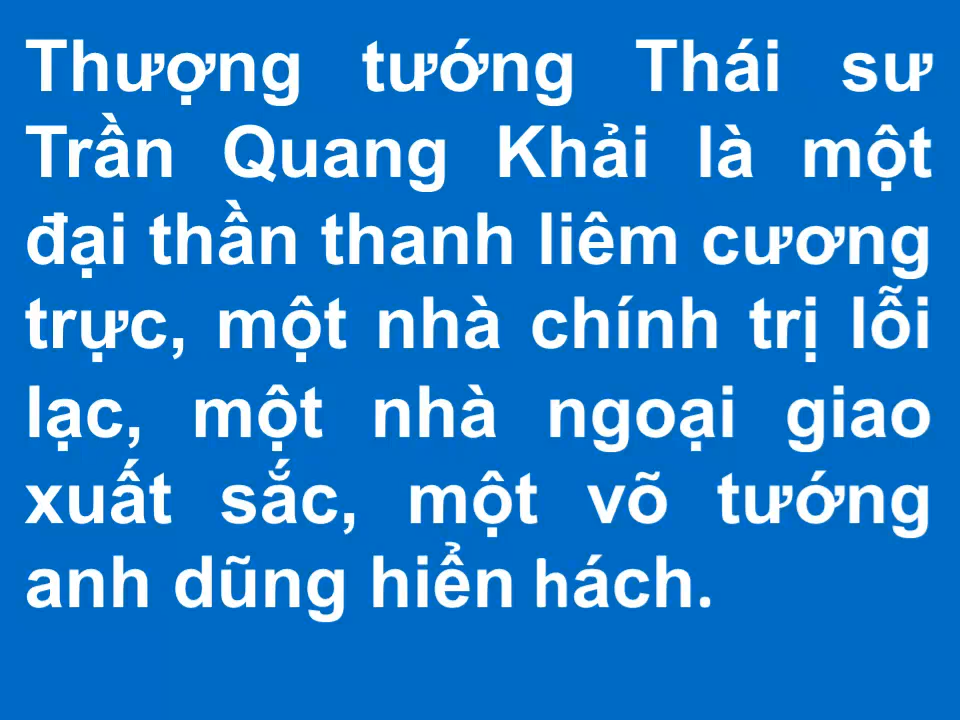 Thượng tướng Thái sư
Trần Quang Khải là một
đại thần thanh liêm cương
trực, một nhà chính trị lỗi
lạc, một nhà ngoại giao
xuất sắc, một võ tướng
anh dũng hiển hách.